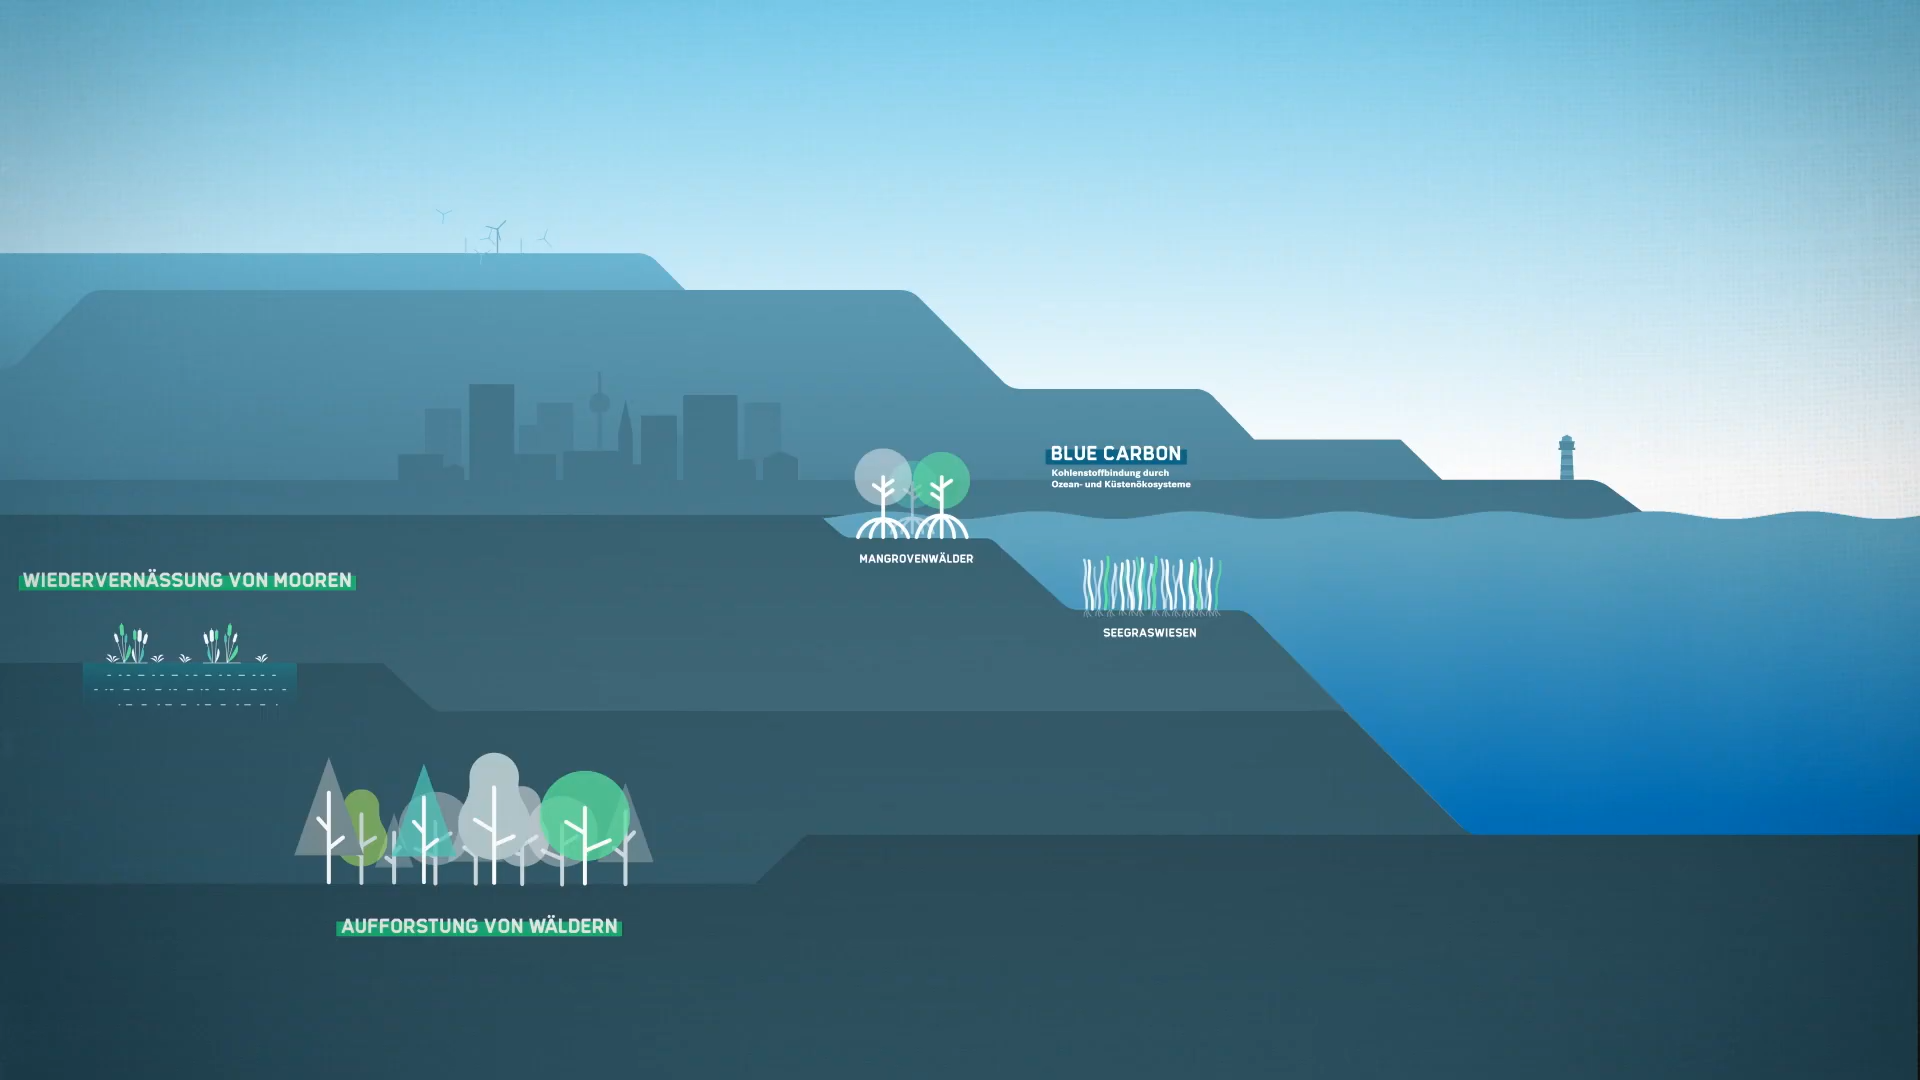 BLUE CARBON
Kohlenstoffbindung durch
Ozean- und Küstenökosysteme
MANGROVENWÄLDER
WIEDERVERNÄSSUNG VON MOOREN
SEEGRASWIESEN
AUFFORSTUNG VON WÄLDERN